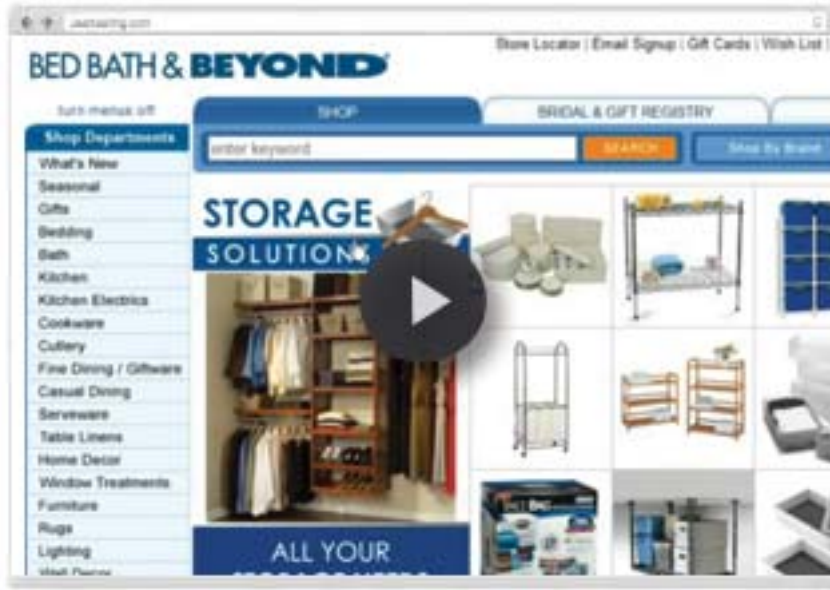 Store Locator | Email Signup | Gift Cards | Wish List |
BED BATH & BEYOND
turn menus off
SHOP
BRIDAL & GIFT REGISTRY
Shop Departments
enter keyword
SEARCH
Shop By Brand
What's New
Seasonal
Gifts
Bedding
Bath
Kitchen
Kitchen Electrics
Cookware
Cutlery
Fine Dining / Giftware
Casual Dining
Serveware
Table Linens
Home Decor
Window Treatments
Furniture
Rugs
Lighting
Wall Decor
STORAGE
SOLUTIONS
ALL YOUR